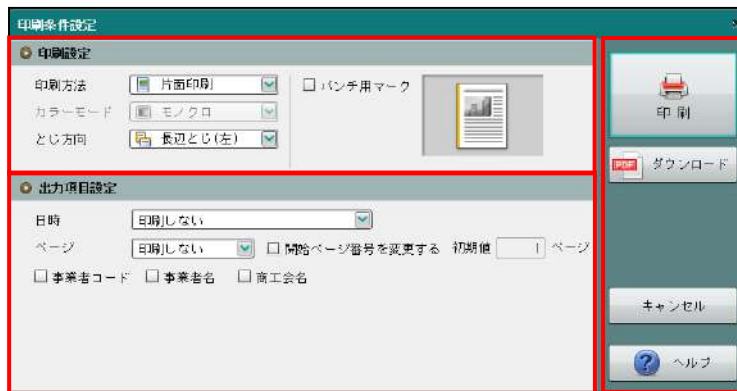 印刷条件設定
印刷設定
印刷方法 片面印刷 パンチ用マーク
カラーモード モノクロ
とじ方向 長辺とじ(左)
出力項目設定
日時 印刷しない
ページ 印刷しない 開始ページ番号を変更する 初期値 1 ページ
事業者コード 事業者名 商工会名
印刷
PDF ダウンロード
キャンセル
? ヘルプ